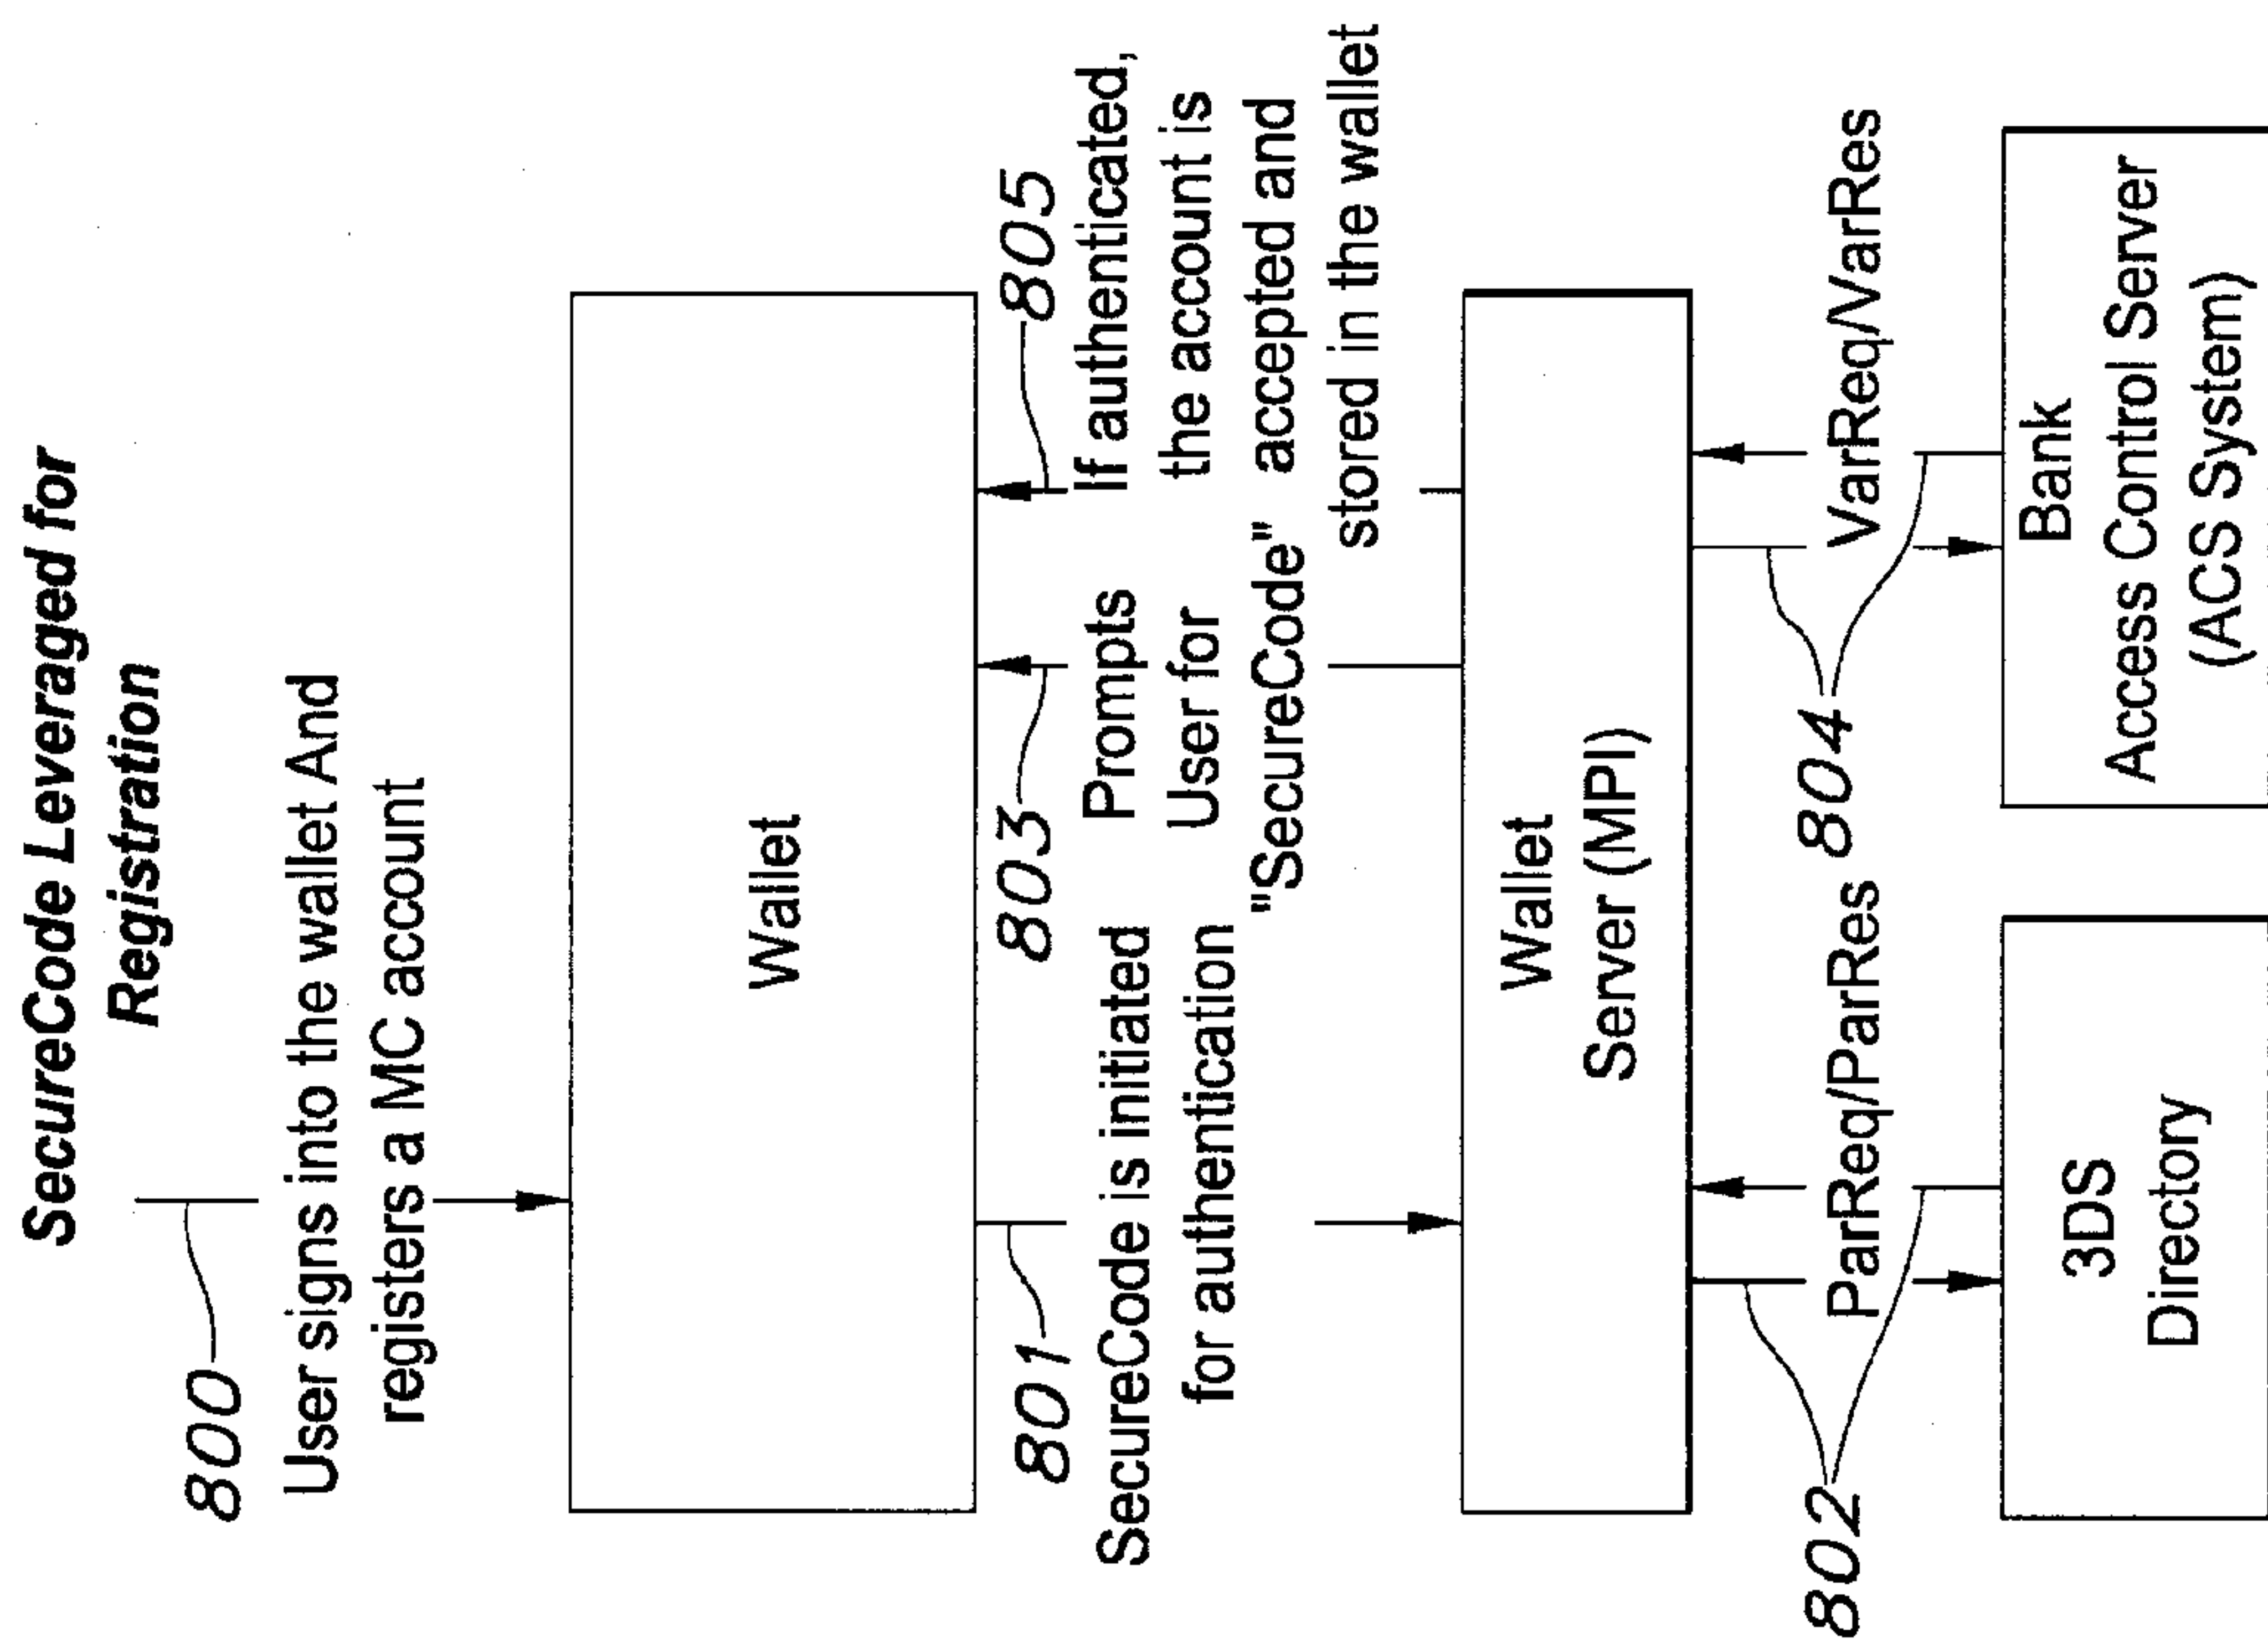 SecureCode Leveraged for
Registration
800
User signs into the wallet And
registers a MC account
Wallet
801
SecureCode is initiated
for authentication
803
Prompts
User for
"SecureCode"
805
If authenticated,
the account is
accepted and
stored in the wallet
Wallet
Server (MPI)
802
ParReq/ParRes
804
VarReq/VarRes
3DS
Directory
Bank
Access Control Server
(ACS System)